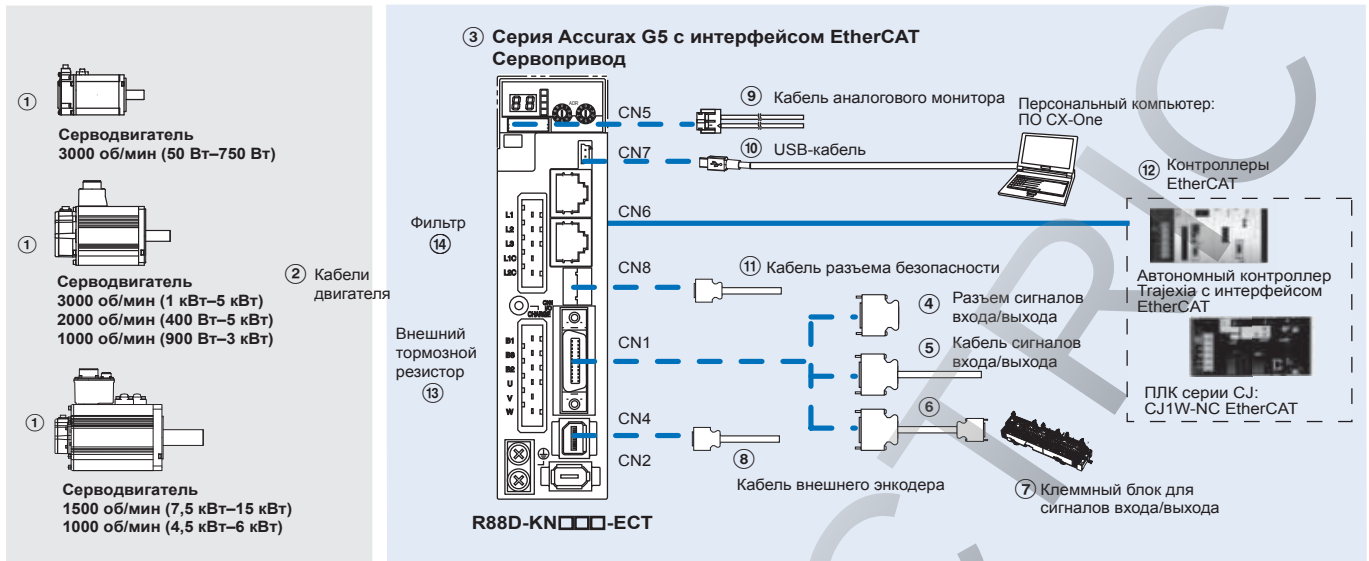 ③ Серия Accurax G5 с интерфейсом EtherCAT
Сервопривод
①
Серводвигатель
3000 об/мин (50 Вт–750 Вт)
①
Серводвигатель
3000 об/мин (1 кВт–5 кВт)
2000 об/мин (400 Вт–5 кВт)
1000 об/мин (900 Вт–3 кВт)
①
Серводвигатель
1500 об/мин (7,5 кВт–15 кВт)
1000 об/мин (4,5 кВт–6 кВт)
② Кабели
двигателя
Фильтр
⑭
Внешний
тормозной
резистор
⑬
ADR
L1
L2
L3
L1C
L2C
CHARGE
B1
B3
B2
U
V
W
CN5
CN7
CN6
CN8
CN1
CN4
CN2
R88D-KN□□□-ECT
⑨ Кабель аналогового монитора
⑩ USB-кабель
Персональный компьютер:
ПО CX-One
⑪ Кабель разъема безопасности
④ Разъем сигналов
входа/выхода
⑤ Кабель сигналов
входа/выхода
⑥
⑧
Кабель внешнего энкодера
⑦ Клеммный блок для
сигналов входа/выхода
⑫ Контроллеры
EtherCAT
Автономный контроллер
Trajexia с интерфейсом
EtherCAT
ПЛК серии CJ:
CJ1W-NC EtherCAT
CTRIC